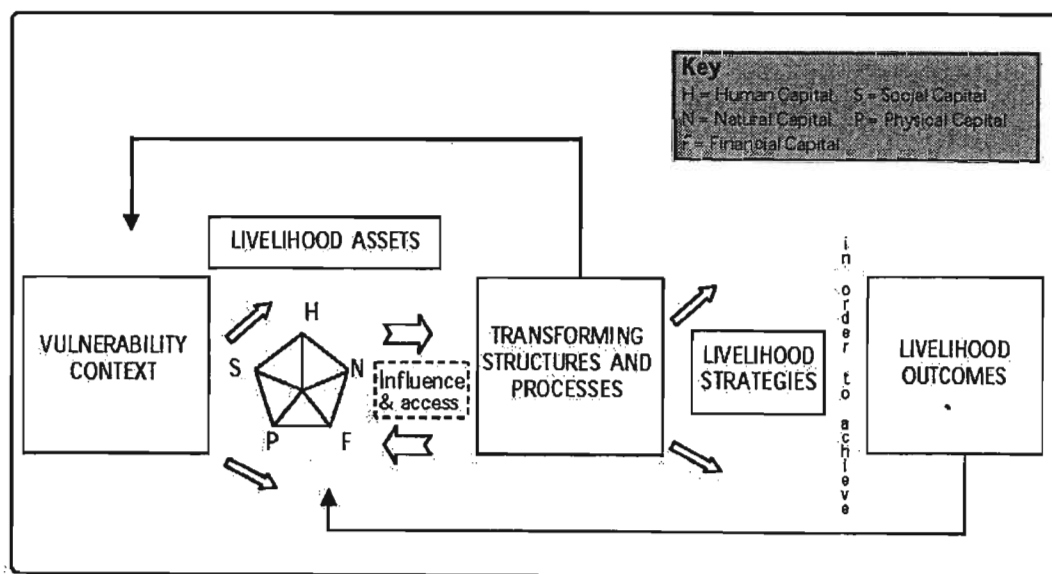 Key
H = Human Capital S = Social Capital
N = Natural Capital P = Physical Capital
F = Financial Capital
LIVELIHOOD ASSETS
VULNERABILITY
CONTEXT
H
S
N
P
F
Influence
& access
TRANSFORMING
STRUCTURES AND
PROCESSES
LIVELIHOOD
STRATEGIES
in order to achieve
LIVELIHOOD
OUTCOMES